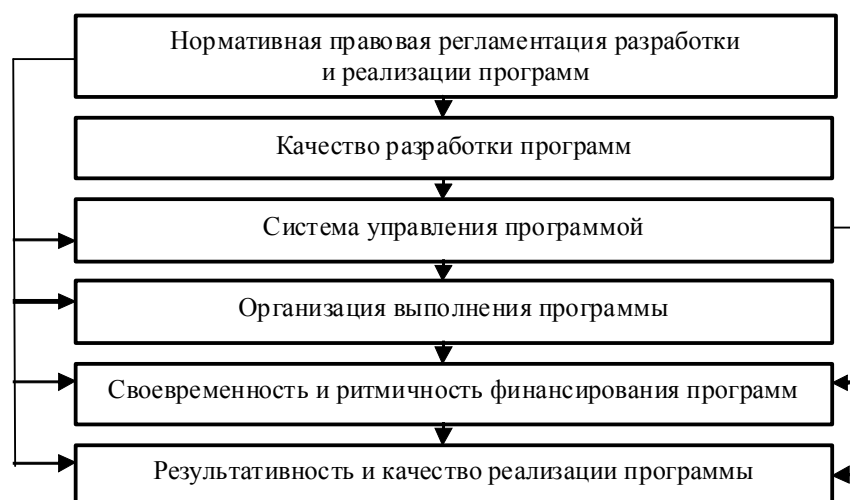 Нормативная правовая регламентация разработки
и реализации программ
Качество разработки программ
Система управления программой
Организация выполнения программы
Своевременность и ритмичность финансирования программ
Результативность и качество реализации программы